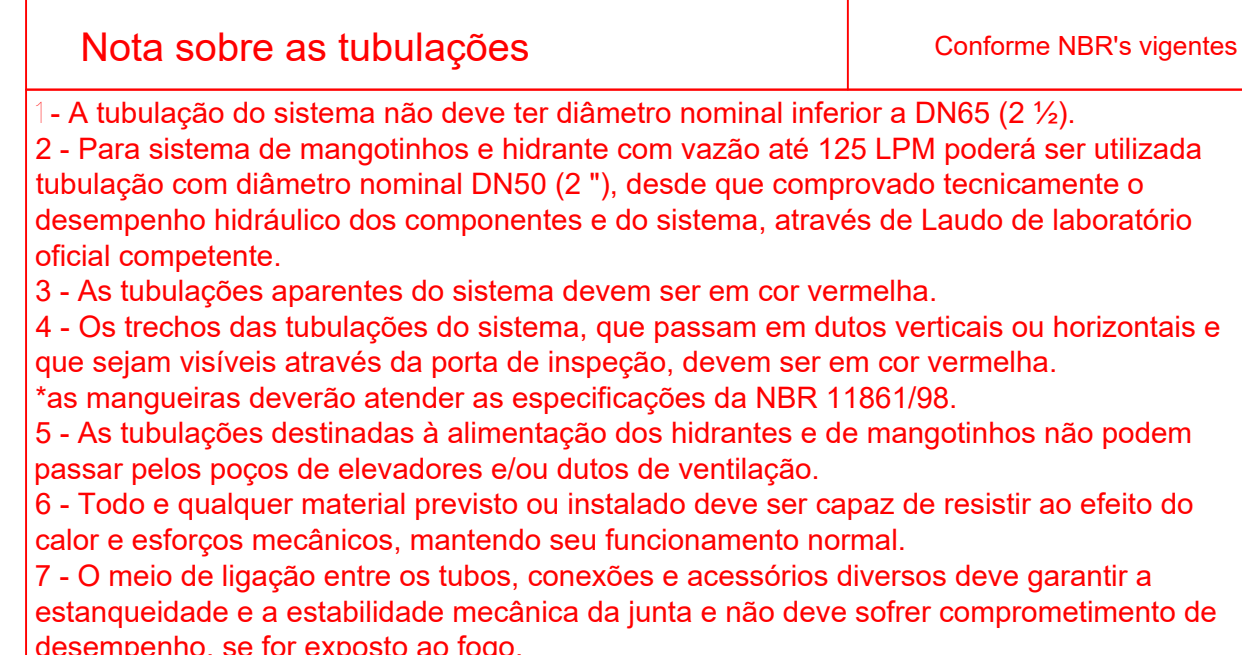 Nota sobre as tubulações
Conforme NBR's vigentes
1 - A tubulação do sistema não deve ter diâmetro nominal inferior a DN65 (2 ½).
2 - Para sistema de mangotinhos e hidrante com vazão até 125 LPM poderá ser utilizada
tubulação com diâmetro nominal DN50 (2 "), desde que comprovado tecnicamente o
desempenho hidráulico dos componentes e do sistema, através de Laudo de laboratório
oficial competente.
3 - As tubulações aparentes do sistema devem ser em cor vermelha.
4 - Os trechos das tubulações do sistema, que passam em dutos verticais ou horizontais e
que sejam visíveis através da porta de inspeção, devem ser em cor vermelha.
*as mangueiras deverão atender as especificações da NBR 11861/98.
5 - As tubulações destinadas à alimentação dos hidrantes e de mangotinhos não podem
passar pelos poços de elevadores e/ou dutos de ventilação.
6 - Todo e qualquer material previsto ou instalado deve ser capaz de resistir ao efeito do
calor e esforços mecânicos, mantendo seu funcionamento normal.
7 - O meio de ligação entre os tubos, conexões e acessórios diversos deve garantir a
estanqueidade e a estabilidade mecânica da junta e não deve sofrer comprometimento de
desempenho, se for exposto ao fogo.